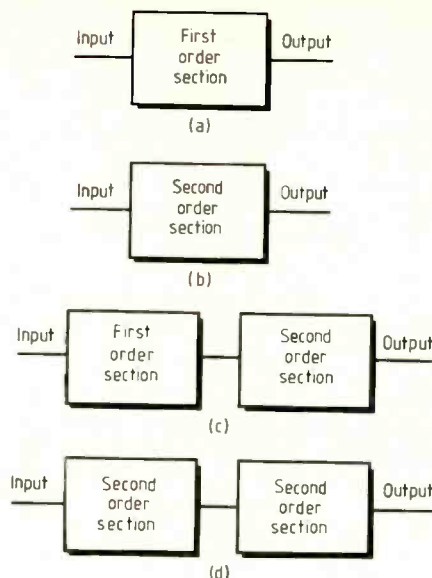 Input
First
order
section
Output
(a)
Input
Second
order
section
Output
(b)
Input
First
order
section
Second
order
section
Output
(c)
Input
Second
order
section
Second
order
section
Output
(d)